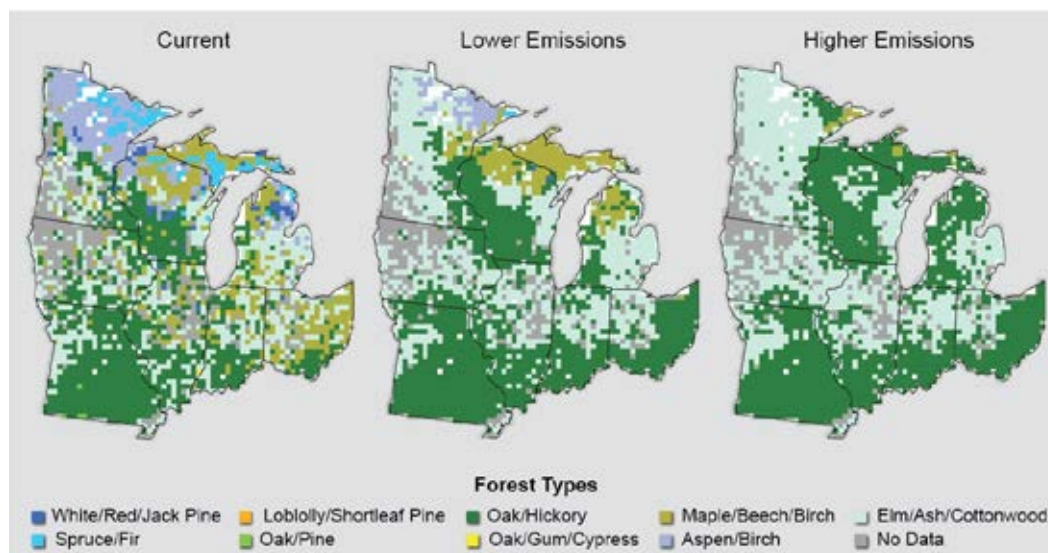 Current Lower Emissions Higher Emissions
Forest Types
White/Red/Jack Pine Loblolly/Shortleaf Pine Oak/Hickory Maple/Beech/Birch Elm/Ash/Cottonwood
Spruce/Fir Oak/Pine Oak/Gum/Cypress Aspen/Birch No Data